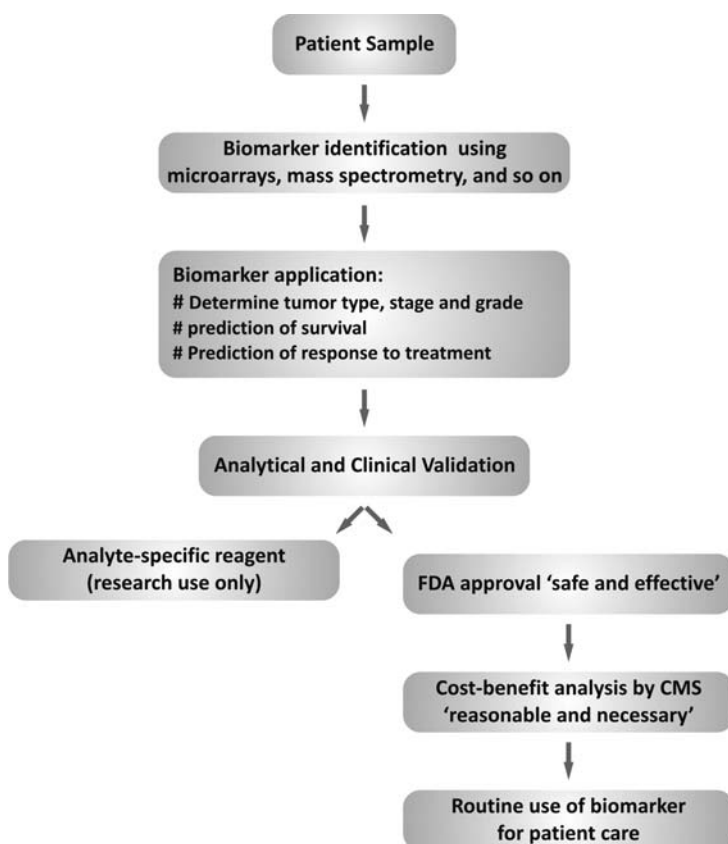 Patient Sample
Biomarker identification using
microarrays, mass spectrometry, and so on
Biomarker application:
# Determine tumor type, stage and grade
# prediction of survival
# Prediction of response to treatment
Analytical and Clinical Validation
Analyte-specific reagent
(research use only)
FDA approval ‘safe and effective’
Cost-benefit analysis by CMS
‘reasonable and necessary’
Routine use of biomarker
for patient care